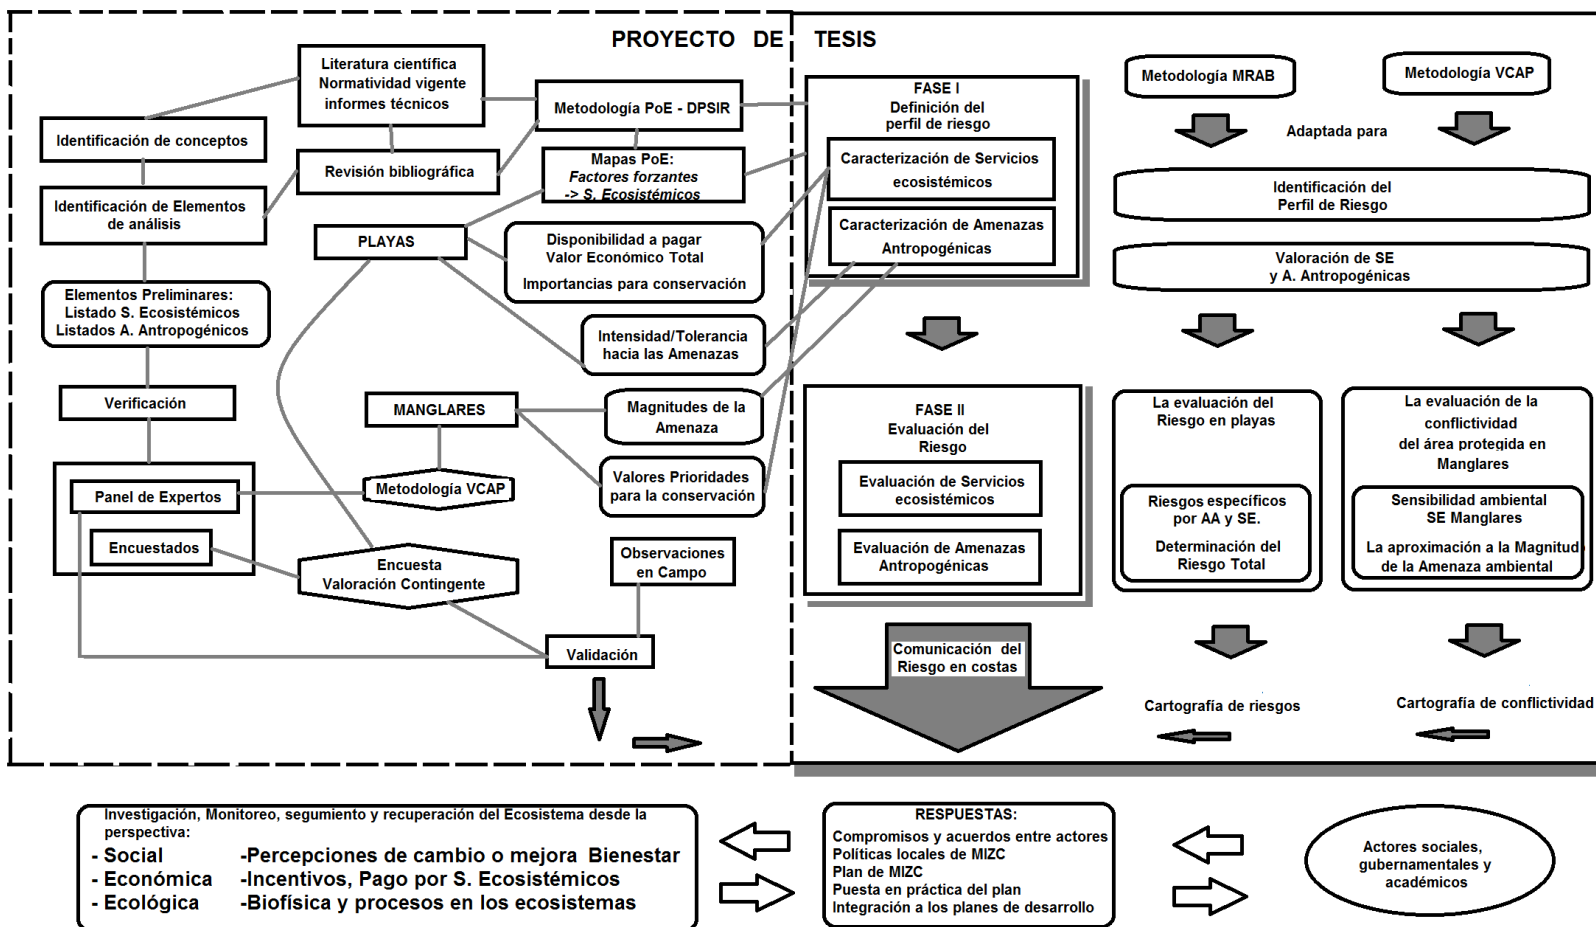 PROYECTO DE TESIS
Literatura científica
Normatividad vigente
informes técnicos
Identificación de conceptos
Metodología PoE - DPSIR
Revisión bibliográfica
Mapas PoE:
Factores forzantes
-> S. Ecosistémicos
Identificación de Elementos
de análisis
PLAYAS
Disponibilidad a pagar
Valor Económico Total
Importancias para conservación
Elementos Preliminares:
Listado S. Ecosistémicos
Listados A. Antropogénicos
Intensidad/Tolerancia
hacia las Amenazas
Verificación
MANGLARES
Magnitudes de la
Amenaza
Panel de Expertos
Metodología VCAP
Valores Prioridades
para la conservación
Encuestados
Encuesta
Valoración Contingente
Observaciones
en Campo
Validación
FASE I
Definición del
perfil de riesgo
Caracterización de Servicios
ecosistémicos
Caracterización de Amenazas
Antropogénicas
FASE II
Evaluación del
Riesgo
Evaluación de Servicios
ecosistémicos
Evaluación de Amenazas
Antropogénicas
Comunicación del
Riesgo en costas
Metodología MRAB
Metodología VCAP
Adaptada para
Identificación del
Perfil de Riesgo
Valoración de SE
y A. Antropogénicas
La evaluación del
Riesgo en playas
Riesgos específicos
por AA y SE.
Determinación del
Riesgo Total
La evaluación de la
conflictividad
del área protegida en
Manglares
Sensibilidad ambiental
SE Manglares
La aproximación a la Magnitud
de la Amenaza ambiental
Cartografía de riesgos
Cartografía de conflictividad
Investigación, Monitoreo, segumiento y recuperación del Ecosistema desde la
perspectiva:
- Social -Percepciones de cambio o mejora Bienestar
- Económica -Incentivos, Pago por S. Ecosistémicos
- Ecológica -Biofísica y procesos en los ecosistemas
RESPUESTAS:
Compromisos y acuerdos entre actores
Políticas locales de MIZC
Plan de MIZC
Puesta en práctica del plan
Integración a los planes de desarrollo
Actores sociales,
gubernamentales y
académicos